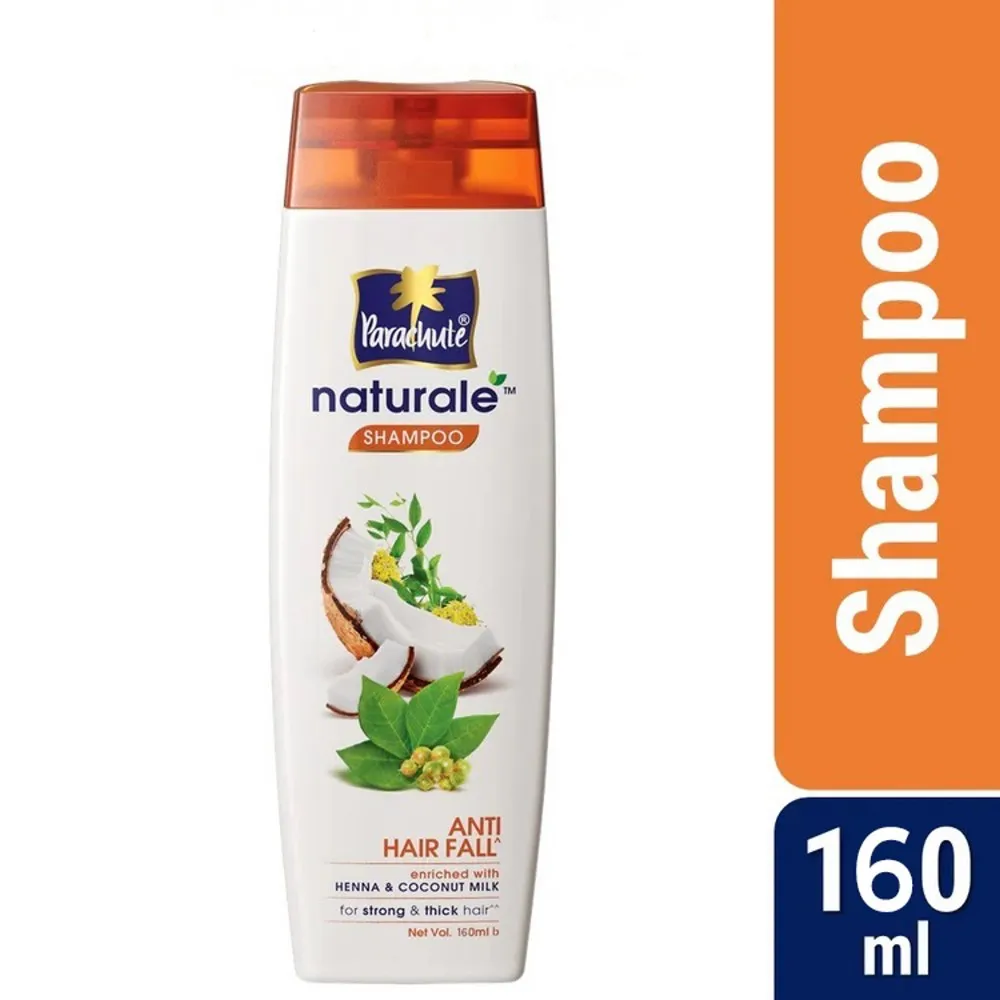 Parachute®
naturale™
SHAMPOO
ANTI
HAIR FALL^
enriched with
HENNA & COCONUT MILK
for strong & thick hair^^
Net Vol. 160ml b
Shampoo
160
ml